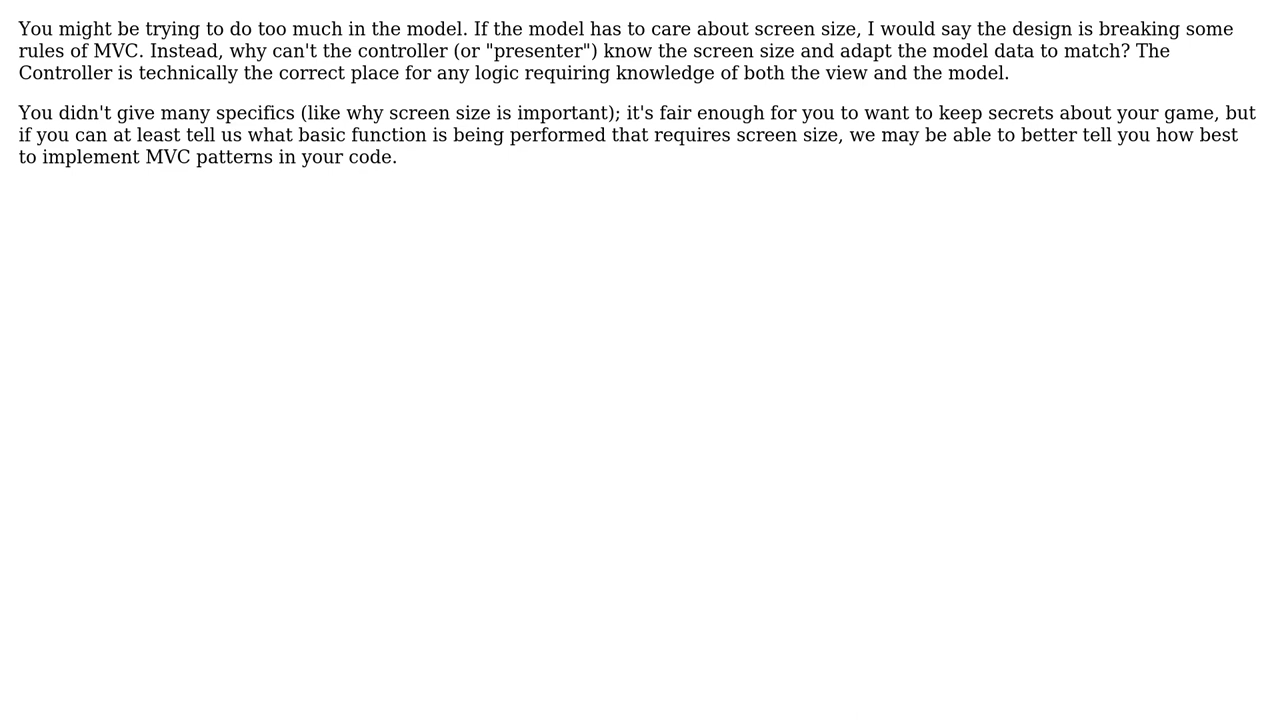 You might be trying to do too much in the model. If the model has to care about screen size, I would say the design is breaking some
rules of MVC. Instead, why can't the controller (or "presenter") know the screen size and adapt the model data to match? The
Controller is technically the correct place for any logic requiring knowledge of both the view and the model.
You didn't give many specifics (like why screen size is important); it's fair enough for you to want to keep secrets about your game, but
if you can at least tell us what basic function is being performed that requires screen size, we may be able to better tell you how best
to implement MVC patterns in your code.